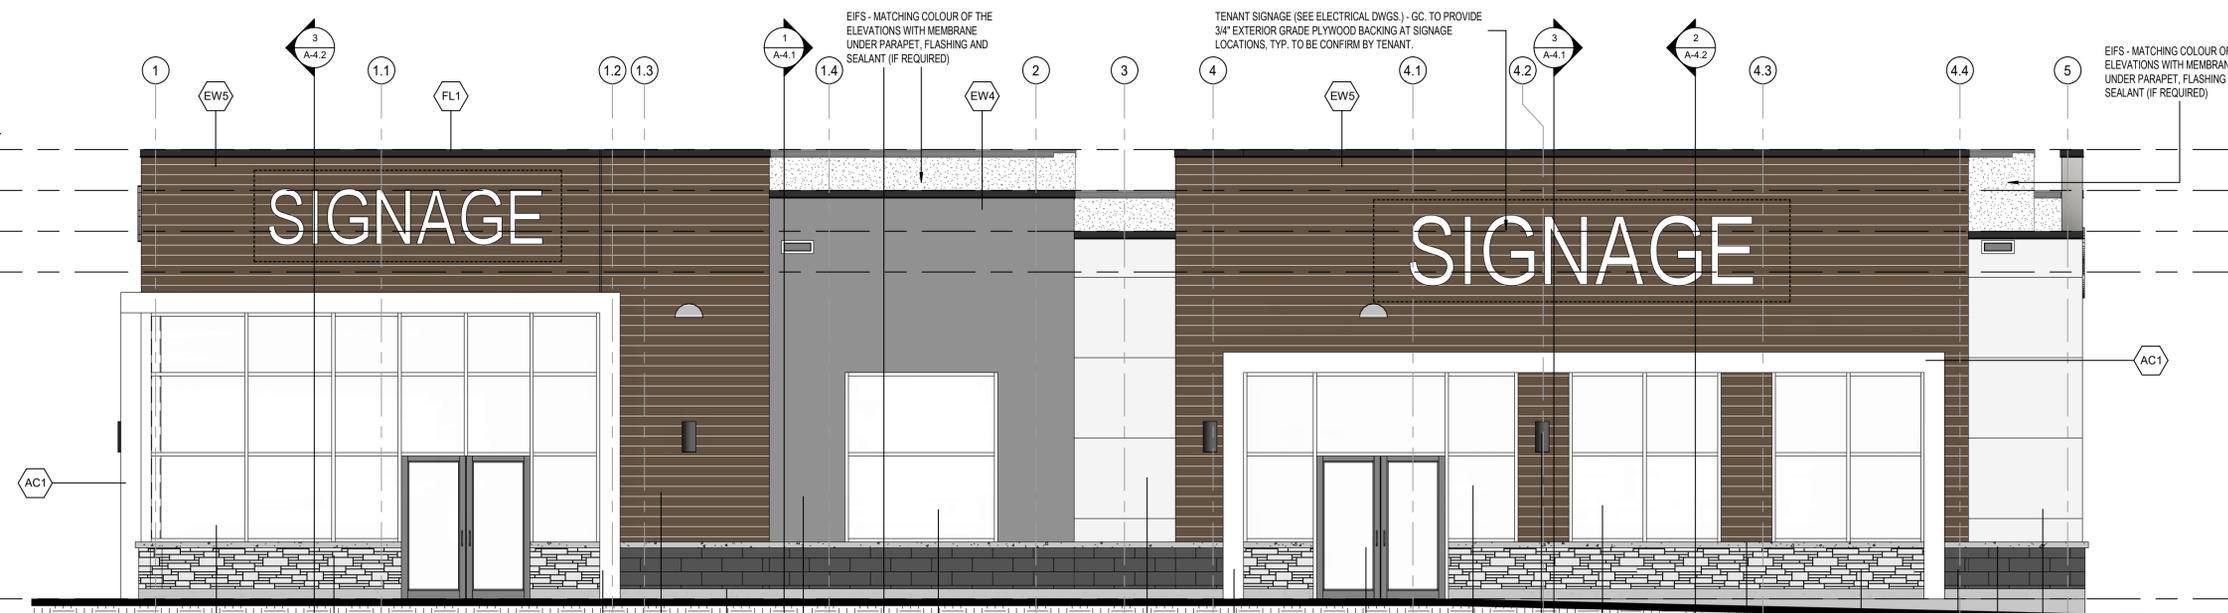 EIFS - MATCHING COLOUR OF THE
ELEVATIONS WITH MEMBRANE
UNDER PARAPET, FLASHING AND
SEALANT (IF REQUIRED)
TENANT SIGNAGE (SEE ELECTRICAL DWGS.) - GC. TO PROVIDE
3/4" EXTERIOR GRADE PLYWOOD BACKING AT SIGNAGE
LOCATIONS, TYP. TO BE CONFIRM BY TENANT.
EIFS - MATCHING COLOUR OF
ELEVATIONS WITH MEMBRAN
UNDER PARAPET, FLASHING
SEALANT (IF REQUIRED)
3
A-4.2
1
A-4.1
3
A-4.1
2
A-4.2
1
1.1
1.2
1.3
1.4
2
3
4
4.1
4.2
4.3
4.4
5
EW5
FL1
EW4
EW5
SIGNAGE
SIGNAGE
AC1
AC1